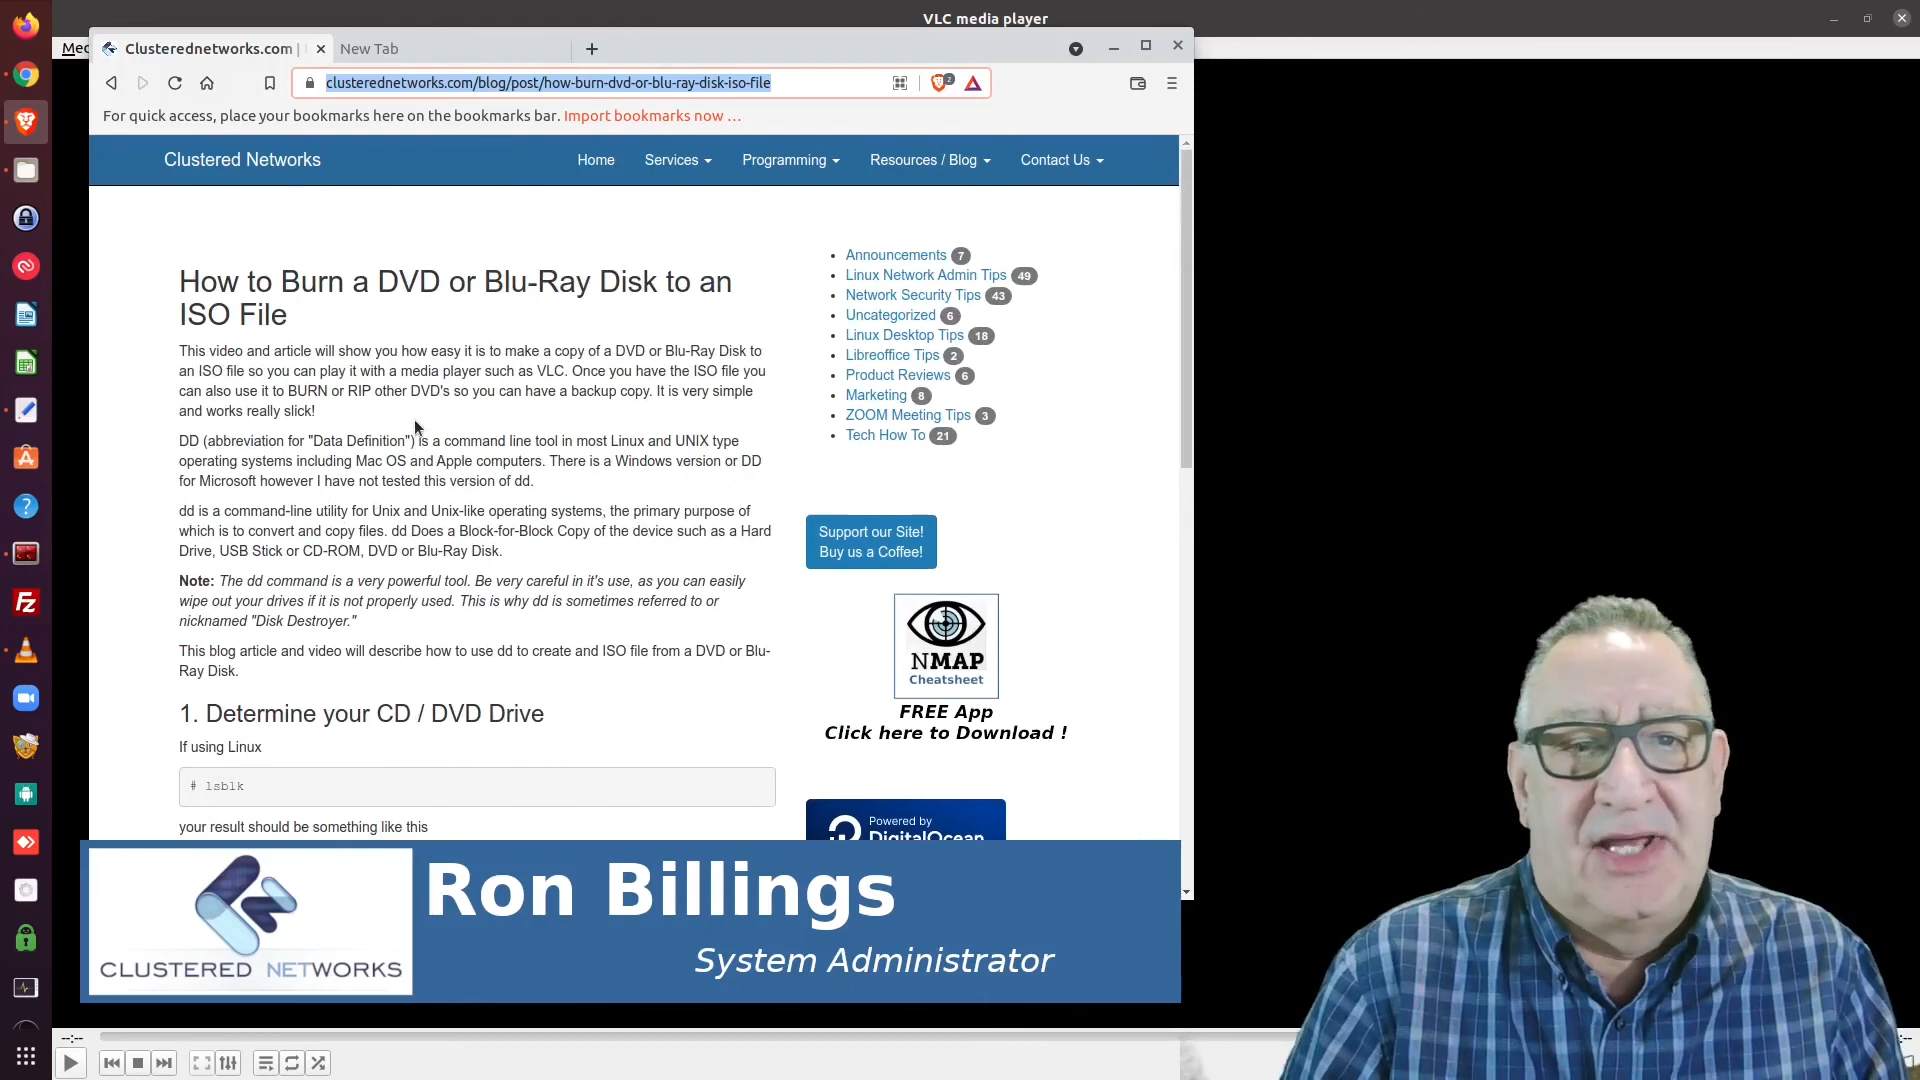 VLC media player
Med
Clusterednetworks.com |
New Tab
clusterednetworks.com/blog/post/how-burn-dvd-or-blu-ray-disk-iso-file
2
For quick access, place your bookmarks here on the bookmarks bar. Import bookmarks now …
Clustered Networks
Home
Services
Programming
Resources / Blog
Contact Us
How to Burn a DVD or Blu-Ray Disk to an
ISO File
This video and article will show you how easy it is to make a copy of a DVD or Blu-Ray Disk to
an ISO file so you can play it with a media player such as VLC. Once you have the ISO file you
can also use it to BURN or RIP other DVD's so you can have a backup copy. It is very simple
and works really slick!
DD (abbreviation for "Data Definition") is a command line tool in most Linux and UNIX type
operating systems including Mac OS and Apple computers. There is a Windows version or DD
for Microsoft however I have not tested this version of dd.
dd is a command-line utility for Unix and Unix-like operating systems, the primary purpose of
which is to convert and copy files. dd Does a Block-for-Block Copy of the device such as a Hard
Drive, USB Stick or CD-ROM, DVD or Blu-Ray Disk.
Note: The dd command is a very powerful tool. Be very careful in it's use, as you can easily
wipe out your drives if it is not properly used. This is why dd is sometimes referred to or
nicknamed "Disk Destroyer."
This blog article and video will describe how to use dd to create and ISO file from a DVD or Blu-
Ray Disk.
1. Determine your CD / DVD Drive
If using Linux
# lsblk
your result should be something like this
Announcements 7
Linux Network Admin Tips 49
Network Security Tips 43
Uncategorized 6
Linux Desktop Tips 18
Libreoffice Tips 2
Product Reviews 6
Marketing 8
ZOOM Meeting Tips 3
Tech How To 21
Support our Site!
Buy us a Coffee!
NMAP
Cheatsheet
FREE App
Click here to Download !
Powered by
DigitalOcean
CLUSTERED NETWORKS
Ron Billings
System Administrator
--:--
Fz